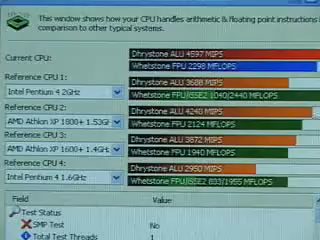 This window shows how your CPU handles arithmetic & floating point instructions
comparison to other typical systems.
Current CPU:
Dhrystone ALU 4597 MIPS
Whetstone FPU 2298 MFLOPS
Reference CPU 1:
Dhrystone ALU 3688 MIPS
Intel Pentium 4 2GHz
Whetstone FPU/iSSE2 1040/2440 MFLOPS
Reference CPU 2:
Dhrystone ALU 4248 MIPS
AMD Athlon XP 1800+ 1.53G
Whetstone FPU 2124 MFLOPS
Reference CPU 3:
Dhrystone ALU 3872 MIPS
AMD Athlon XP 1600+ 1.4G
Whetstone FPU 1940 MFLOPS
Reference CPU 4:
Dhrystone ALU 2950 MIPS
Intel Pentium 4 1.6GHz
Whetstone FPU/iSSE2 833/1955 MFLOPS
Field Value
Test Status
SMP Test No
Total Test Threads 1